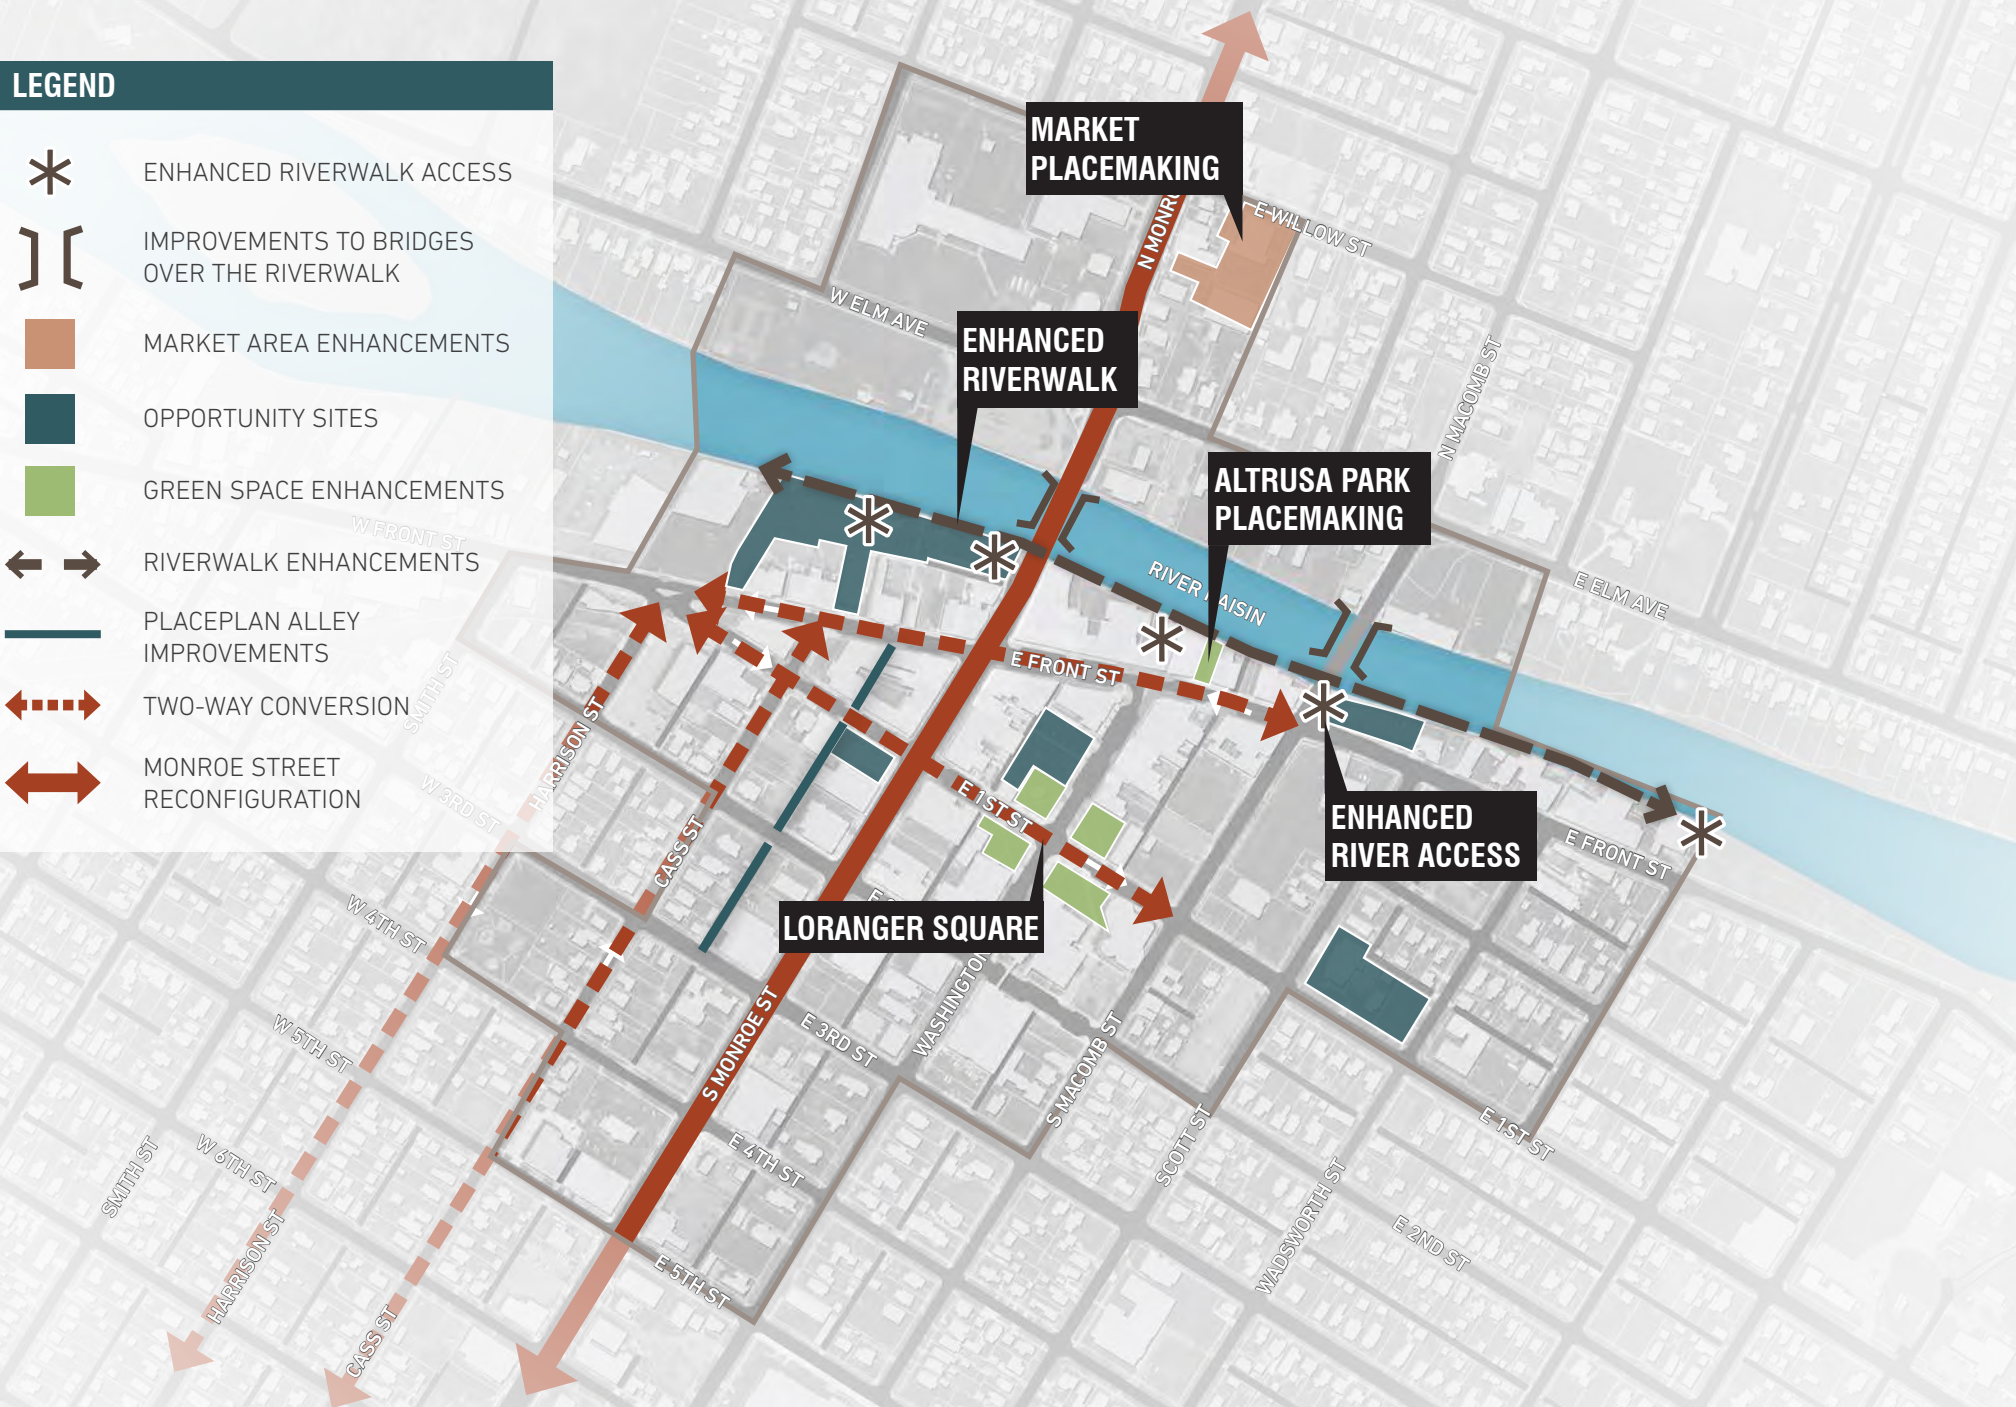 LEGEND
ENHANCED RIVERWALK ACCESS
IMPROVEMENTS TO BRIDGES
OVER THE RIVERWALK
MARKET AREA ENHANCEMENTS
OPPORTUNITY SITES
GREEN SPACE ENHANCEMENTS
RIVERWALK ENHANCEMENTS
PLACEPLAN ALLEY
IMPROVEMENTS
TWO-WAY CONVERSION
MONROE STREET
RECONFIGURATION
MARKET
PLACEMAKING
N MONRO
E WILLOW ST
W ELM AVE
ENHANCED
RIVERWALK
N MACOMB ST
ALTRUSA PARK
PLACEMAKING
W FRONT ST
RIVER RAISIN
E ELM AVE
E FRONT ST
SMITH ST
HARRISON ST
W 3RD ST
CASS ST
E 1ST ST
ENHANCED
RIVER ACCESS
E FRONT ST
LORANGER SQUARE
W 4TH ST
WASHINGTON
W 5TH ST
S MONROE ST
E 3RD ST
S MACOMB ST
SCOTT ST
E 1ST ST
SMITH ST
W 6TH ST
E 4TH ST
WADSWORTH ST
E 2ND ST
HARRISON ST
CASS ST
E 5TH ST